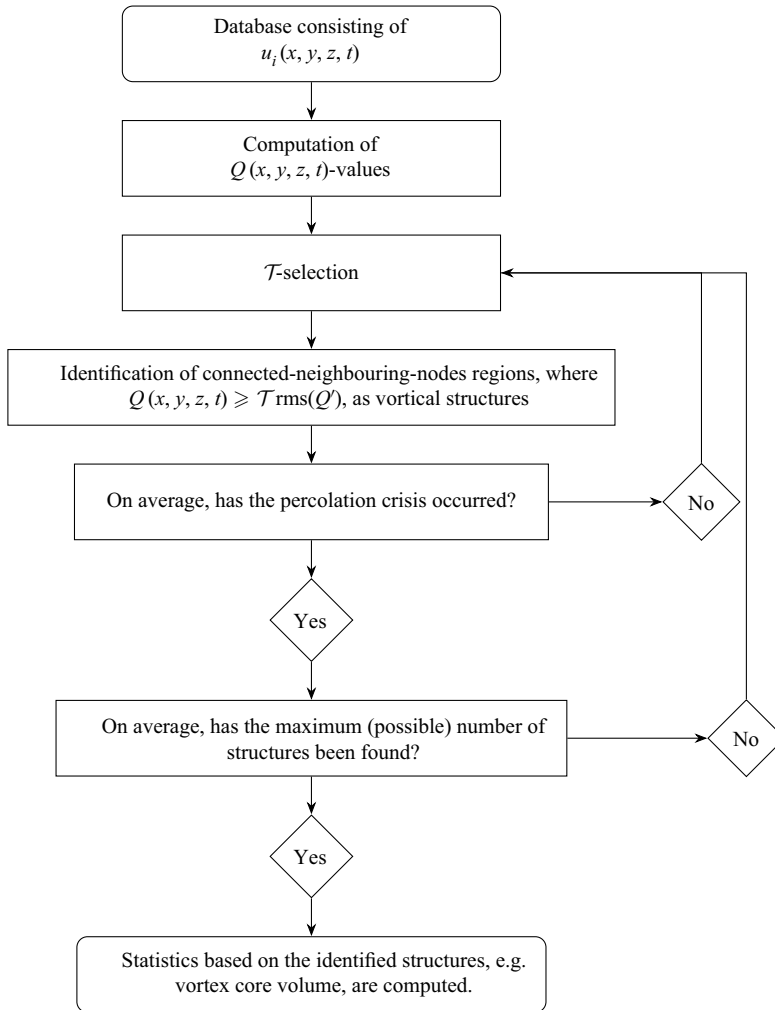 Database consisting of
u_i(x, y, z, t)
Computation of
Q(x, y, z, t)-values
𝒯-selection
Identification of connected-neighbouring-nodes regions, where
Q(x, y, z, t) ⩾ 𝒯 rms(Q′), as vortical structures
On average, has the percolation crisis occurred?
No
Yes
On average, has the maximum (possible) number of
structures been found?
No
Yes
Statistics based on the identified structures, e.g.
vortex core volume, are computed.